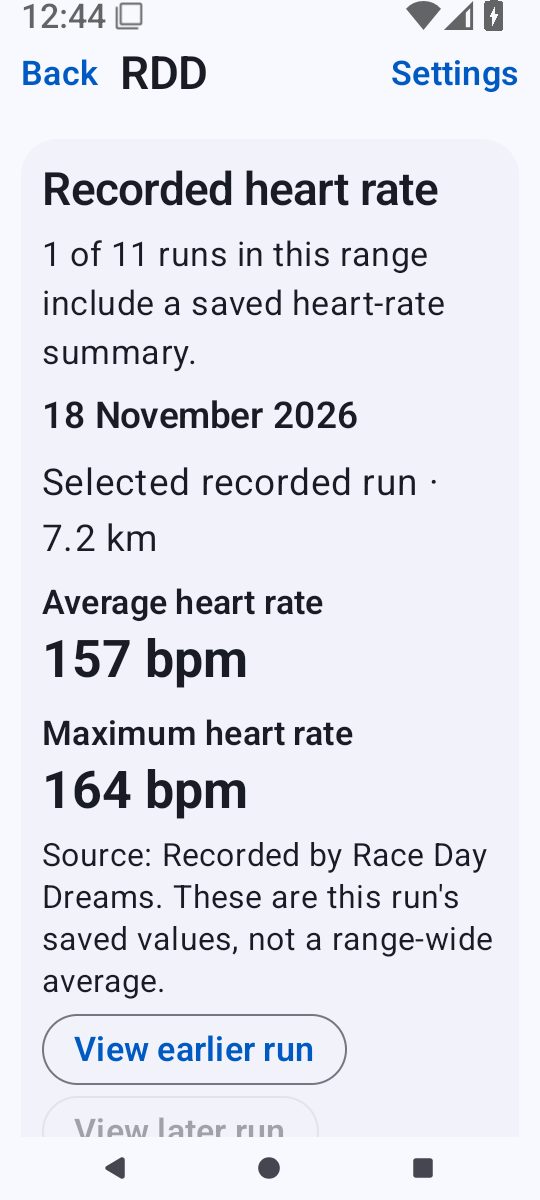 12:44
Back RDD Settings
Recorded heart rate
1 of 11 runs in this range
include a saved heart-rate
summary.
18 November 2026
Selected recorded run ·
7.2 km
Average heart rate
157 bpm
Maximum heart rate
164 bpm
Source: Recorded by Race Day
Dreams. These are this run's
saved values, not a range-wide
average.
View earlier run
View later run